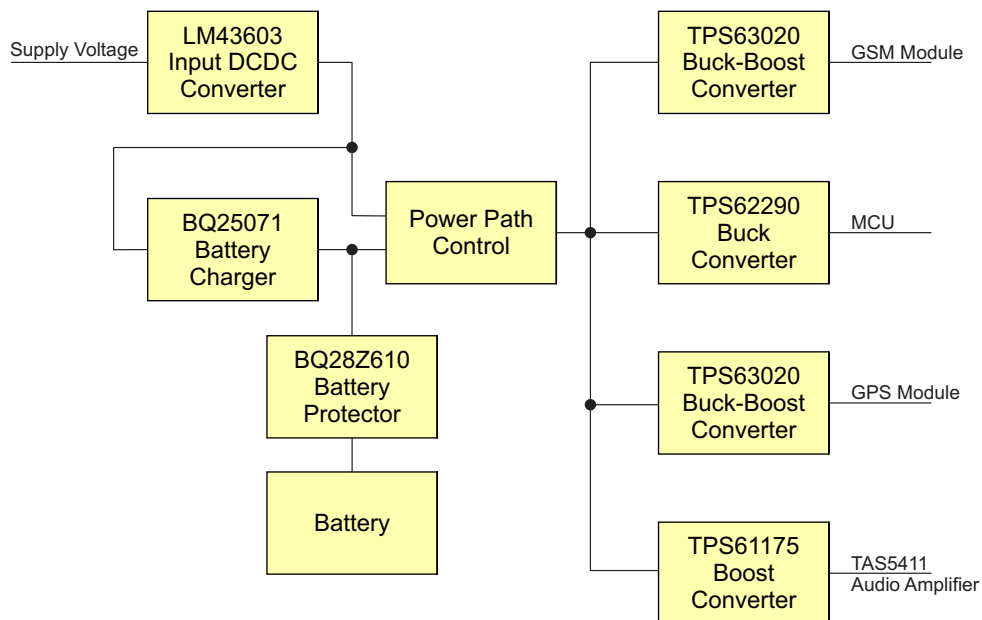 Supply Voltage
LM43603
Input DCDC
Converter
TPS63020
Buck-Boost
Converter
GSM Module
BQ25071
Battery
Charger
Power Path
Control
TPS62290
Buck
Converter
MCU
BQ28Z610
Battery
Protector
TPS63020
Buck-Boost
Converter
GPS Module
Battery
TPS61175
Boost
Converter
TAS5411
Audio Amplifier